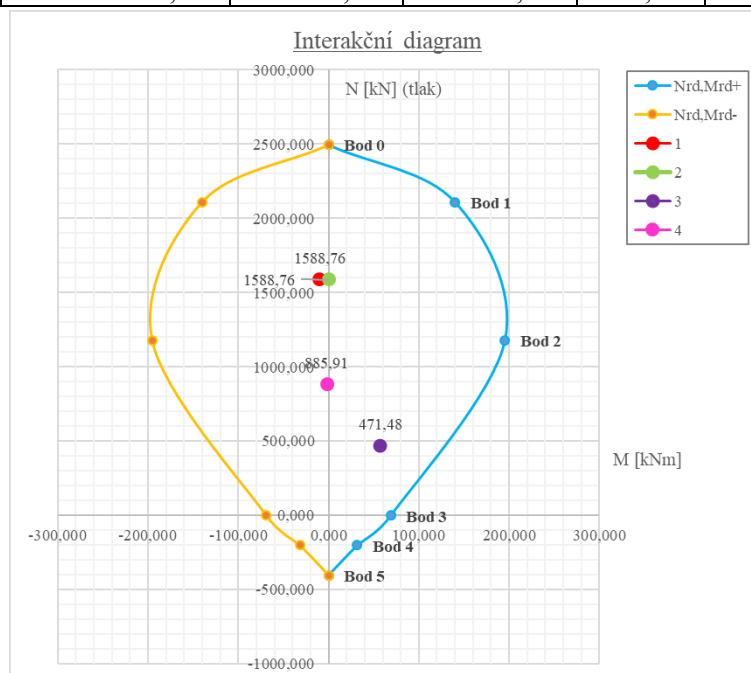 Interakční diagram
3000,000
N [kN] (tlak)
Nrd,Mrd+
Nrd,Mrd-
1
2
3
4
2500,000
Bod 0
Bod 1
2000,000
1588,76
1588,76
1500,000
Bod 2
1000,000
885,91
500,000
471,48
M [kNm]
0,000
Bod 3
-300,000 -200,000 -100,000 0,000 100,000 200,000 300,000
Bod 4
Bod 5
-500,000
-1000,000